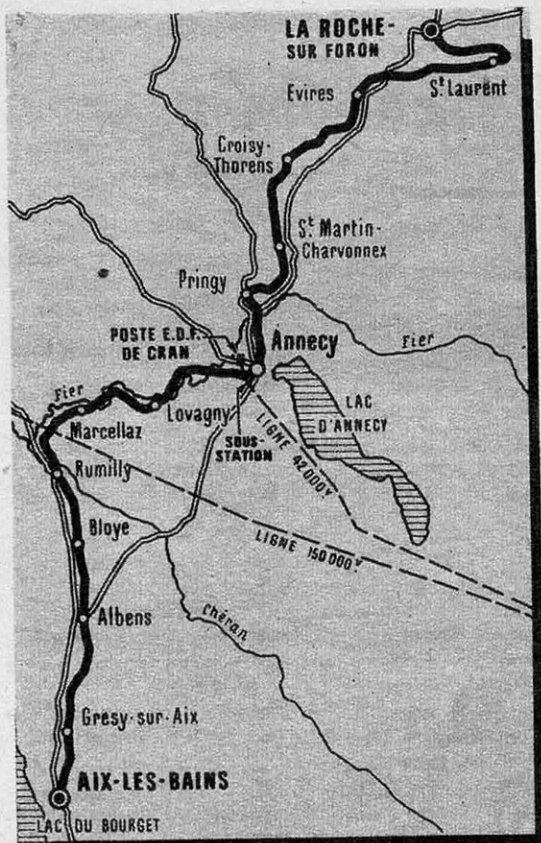 LA ROCHE-
SUR FORON
St. Laurent
Evires
Croisy-
Thorens
St. Martin-
Charvonnex
Pringy
POSTE E.D.F.
DE CRAN
Annecy
Fier
Fier
Lovagny
LAC
D'ANNECY
Marcellaz
SOUS-
STATION
LIGNE 42000v
Rumilly
LIGNE 150000v
Bloye
Albens
Chéran
Gresy-sur-Aix
AIX-LES-BAINS
LAC DU BOURGET